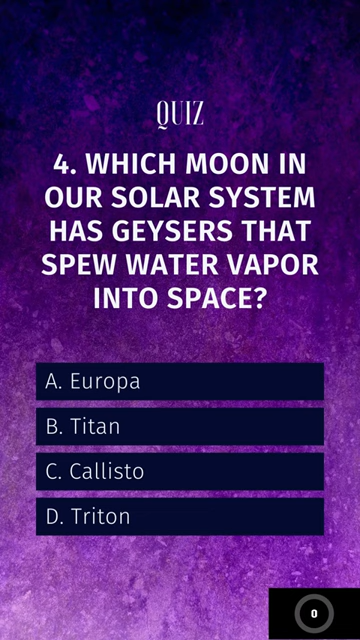 QUIZ
4. WHICH MOON IN
OUR SOLAR SYSTEM
HAS GEYSERS THAT
SPEW WATER VAPOR
INTO SPACE?
A. Europa
B. Titan
C. Callisto
D. Triton
0